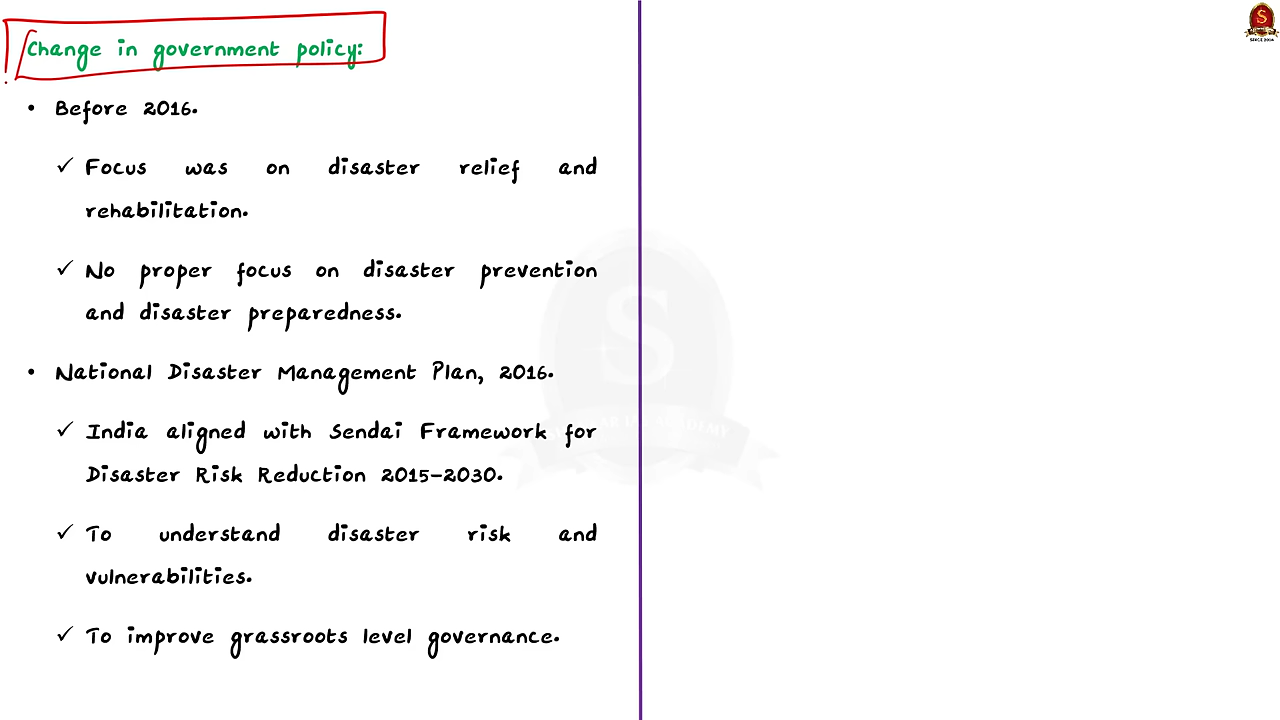 Change in government policy:
• Before 2016.
✓ Focus was on disaster relief and
rehabilitation.
✓ No proper focus on disaster prevention
and disaster preparedness.
• National Disaster Management Plan, 2016.
✓ India aligned with Sendai Framework for
Disaster Risk Reduction 2015-2030.
✓ To understand disaster risk and
vulnerabilities.
✓ To improve grassroots level governance.
S
SINCE 2004
S